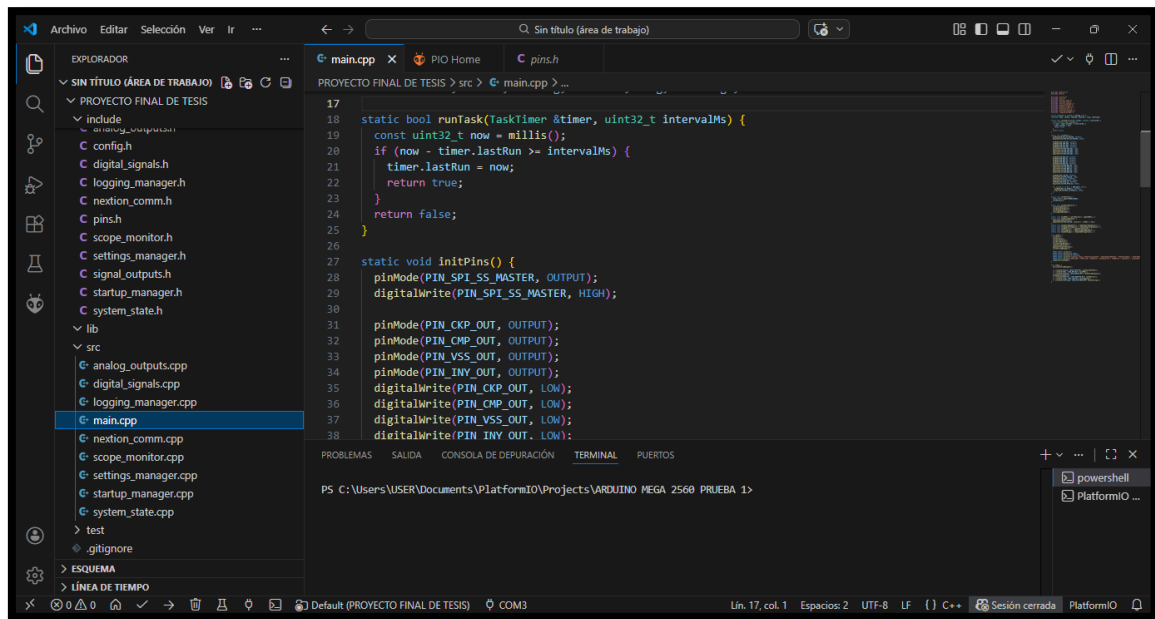 Archivo Editar Selección Ver Ir ··· Sin título (área de trabajo)
EXPLORADOR ···
SIN TÍTULO (ÁREA DE TRABAJO)
PROYECTO FINAL DE TESIS
include
analog_outputs.h
config.h
digital_signals.h
logging_manager.h
nextion_comm.h
pins.h
scope_monitor.h
settings_manager.h
signal_outputs.h
startup_manager.h
system_state.h
lib
src
analog_outputs.cpp
digital_signals.cpp
logging_manager.cpp
main.cpp
nextion_comm.cpp
scope_monitor.cpp
settings_manager.cpp
startup_manager.cpp
system_state.cpp
test
.gitignore
ESQUEMA
LÍNEA DE TIEMPO
main.cpp PIO Home pins.h
PROYECTO FINAL DE TESIS > src > main.cpp > ...
17
18 static bool runTask(TaskTimer &timer, uint32_t intervalMs) {
19 const uint32_t now = millis();
20 if (now - timer.lastRun >= intervalMs) {
21 timer.lastRun = now;
22 return true;
23 }
24 return false;
25 }
26
27 static void initPins() {
28 pinMode(PIN_SPI_SS_MASTER, OUTPUT);
29 digitalWrite(PIN_SPI_SS_MASTER, HIGH);
30
31 pinMode(PIN_CKP_OUT, OUTPUT);
32 pinMode(PIN_CMP_OUT, OUTPUT);
33 pinMode(PIN_VSS_OUT, OUTPUT);
34 pinMode(PIN_INY_OUT, OUTPUT);
35 digitalWrite(PIN_CKP_OUT, LOW);
36 digitalWrite(PIN_CMP_OUT, LOW);
37 digitalWrite(PIN_VSS_OUT, LOW);
38 digitalWrite(PIN_INY_OUT, LOW);
PROBLEMAS SALIDA CONSOLA DE DEPURACIÓN TERMINAL PUERTOS
PS C:\Users\USER\Documents\PlatformIO\Projects\ARDUINO MEGA 2560 PRUEBA 1>
powershell
PlatformIO ...
0 0 Default (PROYECTO FINAL DE TESIS) COM3 Lín. 17, col. 1 Espacios: 2 UTF-8 LF {} C++ Sesión cerrada PlatformIO